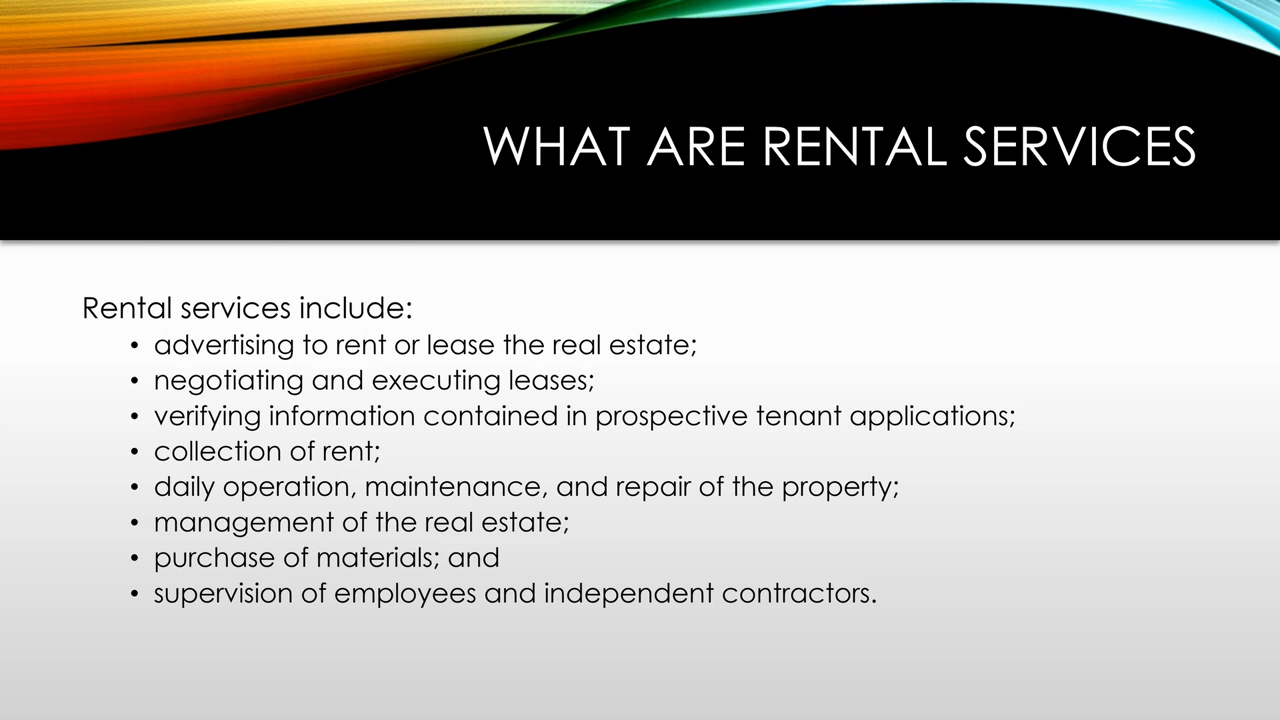 WHAT ARE RENTAL SERVICES
Rental services include:
• advertising to rent or lease the real estate;
• negotiating and executing leases;
• verifying information contained in prospective tenant applications;
• collection of rent;
• daily operation, maintenance, and repair of the property;
• management of the real estate;
• purchase of materials; and
• supervision of employees and independent contractors.